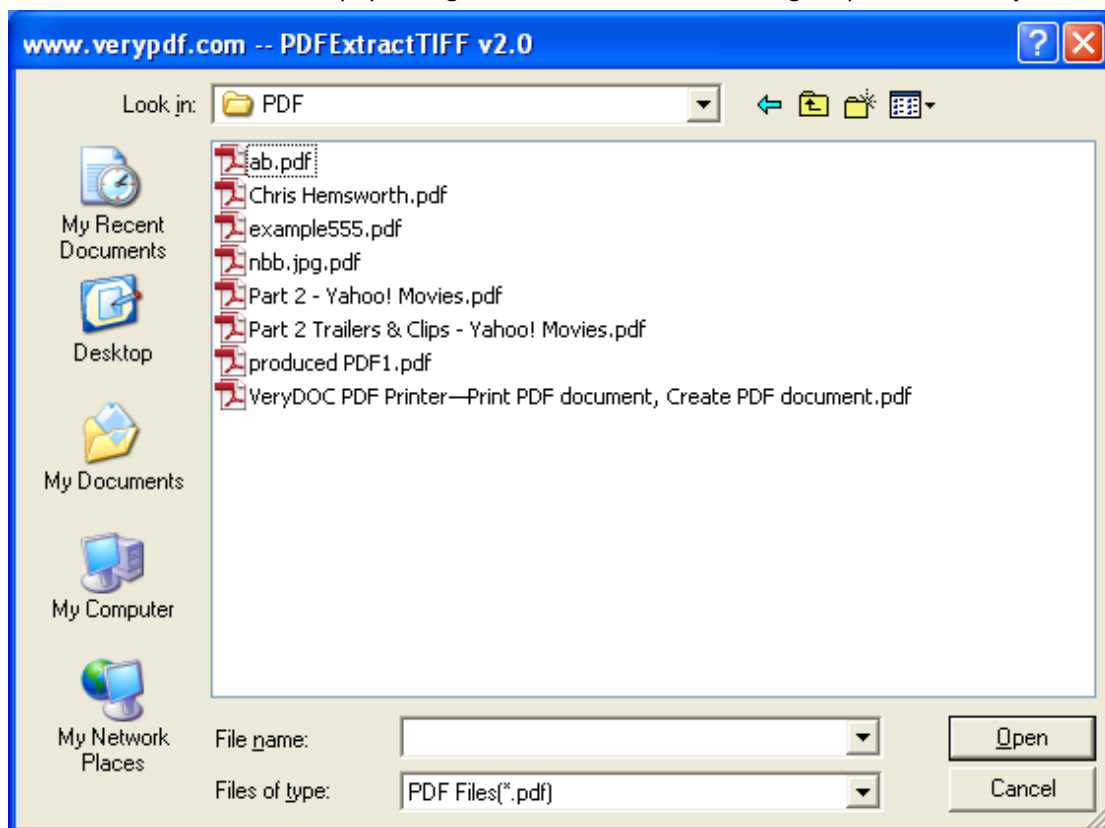 www.verypdf.com -- PDFExtractTIFF v2.0
Look in: PDF
ab.pdf
Chris Hemsworth.pdf
example555.pdf
nbb.jpg.pdf
Part 2 - Yahoo! Movies.pdf
Part 2 Trailers & Clips - Yahoo! Movies.pdf
produced PDF1.pdf
VeryDOC PDF Printer—Print PDF document, Create PDF document.pdf
My Recent
Documents
Desktop
My Documents
My Computer
My Network
Places
File name:
Open
Files of type: PDF Files(*.pdf)
Cancel